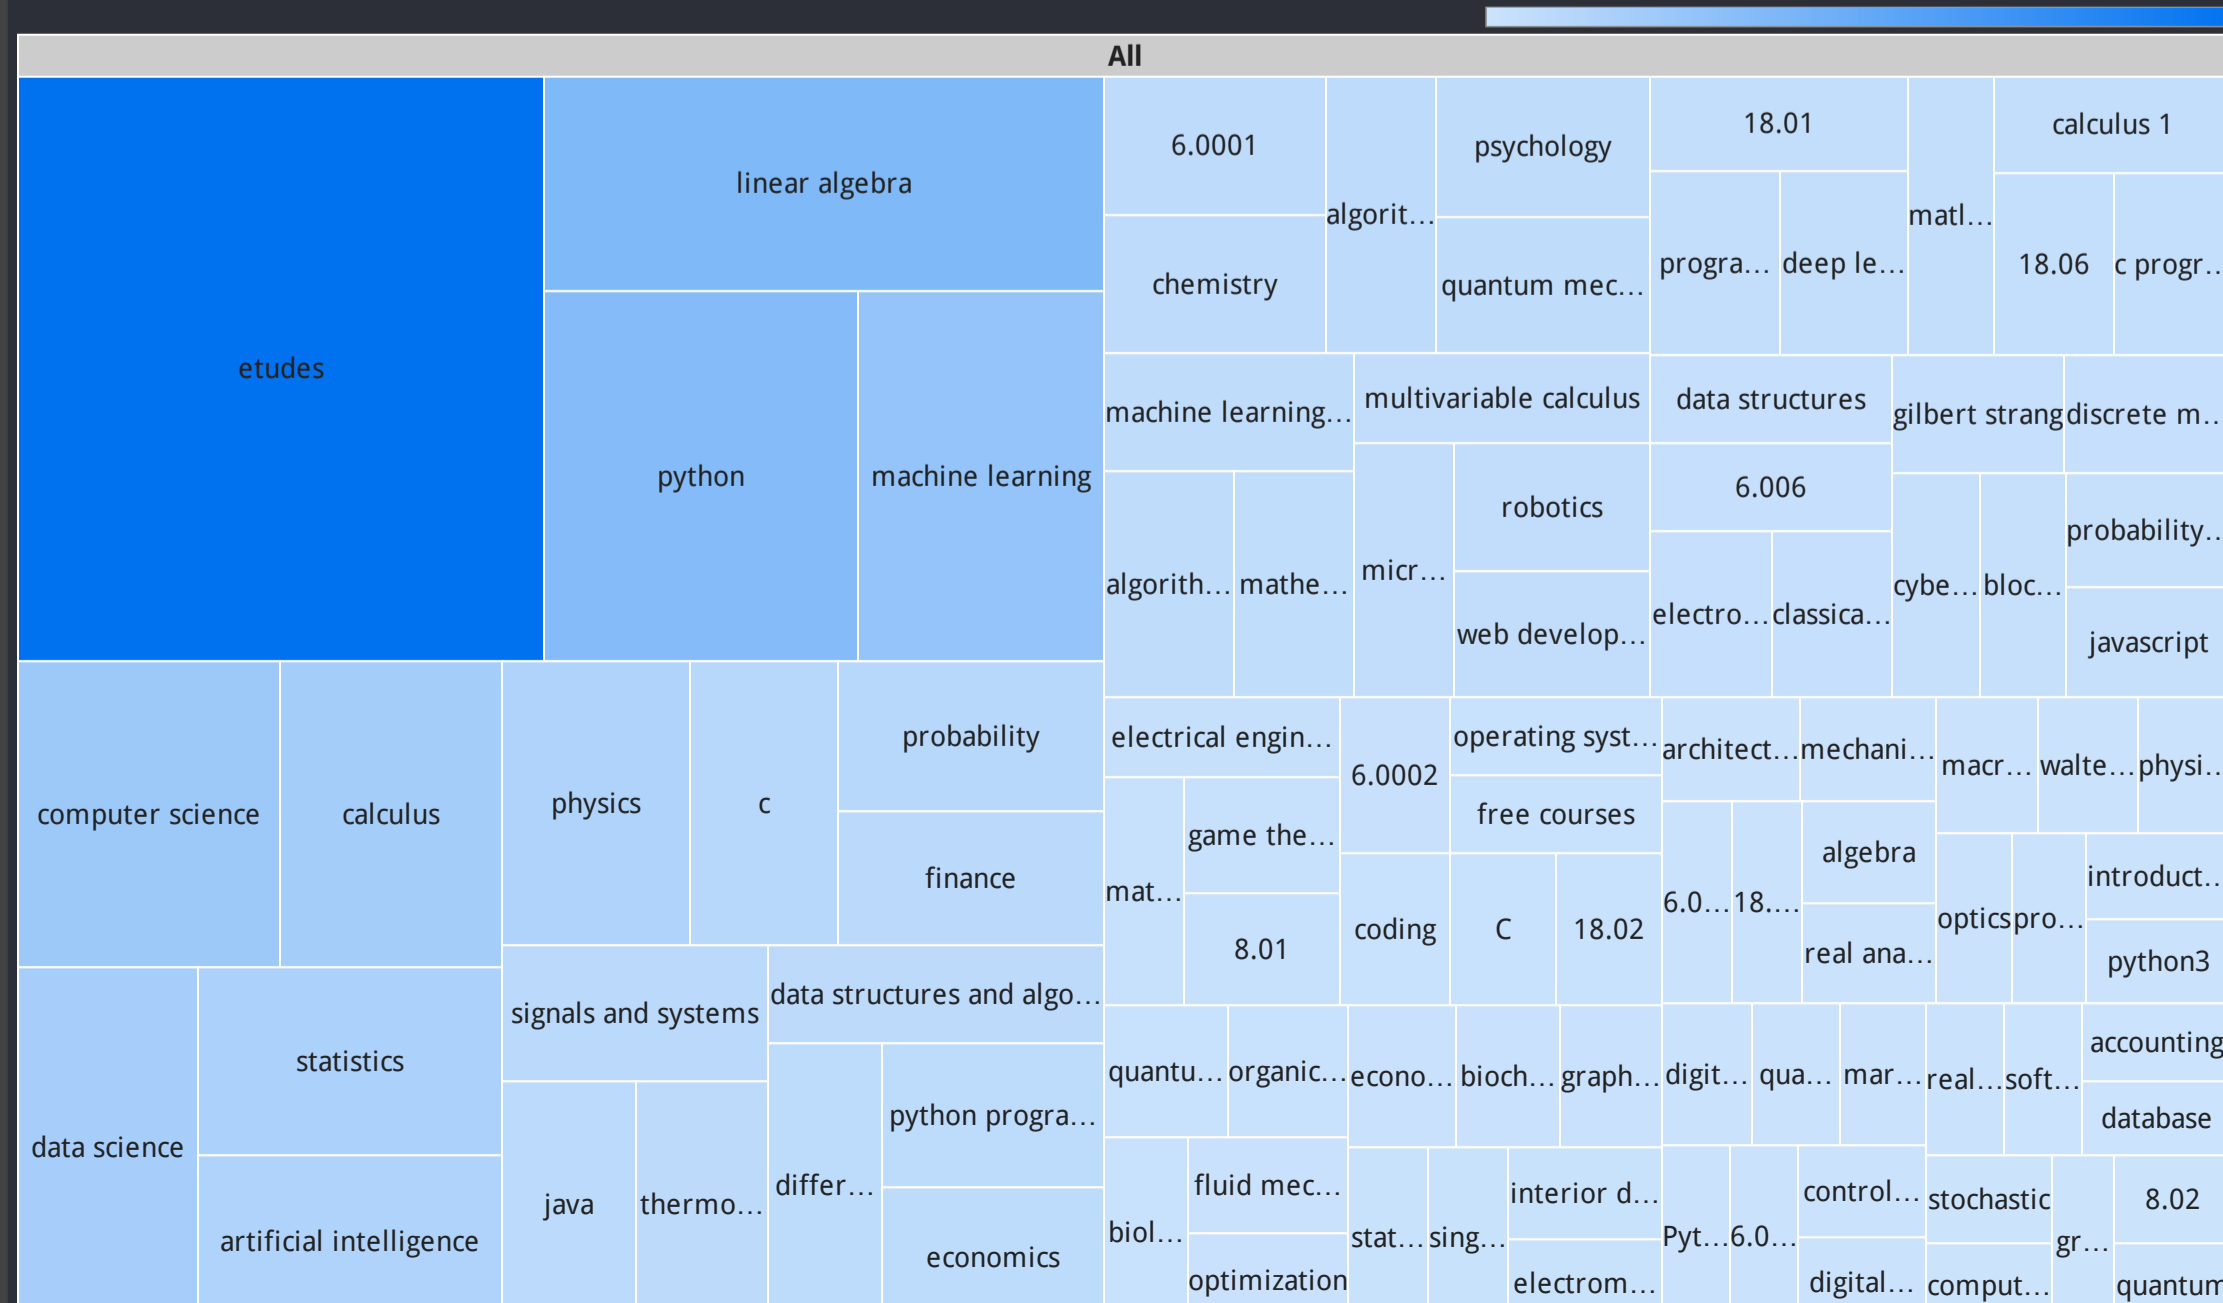 All
etudes
linear algebra
python
machine learning
computer science
calculus
data science
statistics
artificial intelligence
physics
c
probability
finance
signals and systems
data structures and algo…
java
thermo…
differ…
python progra…
economics
6.0001
chemistry
algorit…
psychology
quantum mec…
18.01
progra…
deep le…
matl…
calculus 1
18.06
c progr…
machine learning…
algorith…
mathe…
multivariable calculus
micr…
robotics
web develop…
data structures
6.006
electro…
classica…
gilbert strang
discrete m…
cybe…
bloc…
probability…
javascript
electrical engin…
mat…
game the…
8.01
6.0002
operating syst…
free courses
coding
C
18.02
architect…
mechani…
6.0…
18.…
algebra
real ana…
macr…
walte…
physi…
optics
pro…
introduct…
python3
quantu…
organic…
biol…
fluid mec…
optimization
econo…
bioch…
graph…
stat…
sing…
interior d…
electrom…
digit…
qua…
mar…
Pyt…
6.0…
control…
digital…
real…
soft…
accounting
database
stochastic
comput…
gr…
8.02
quantum